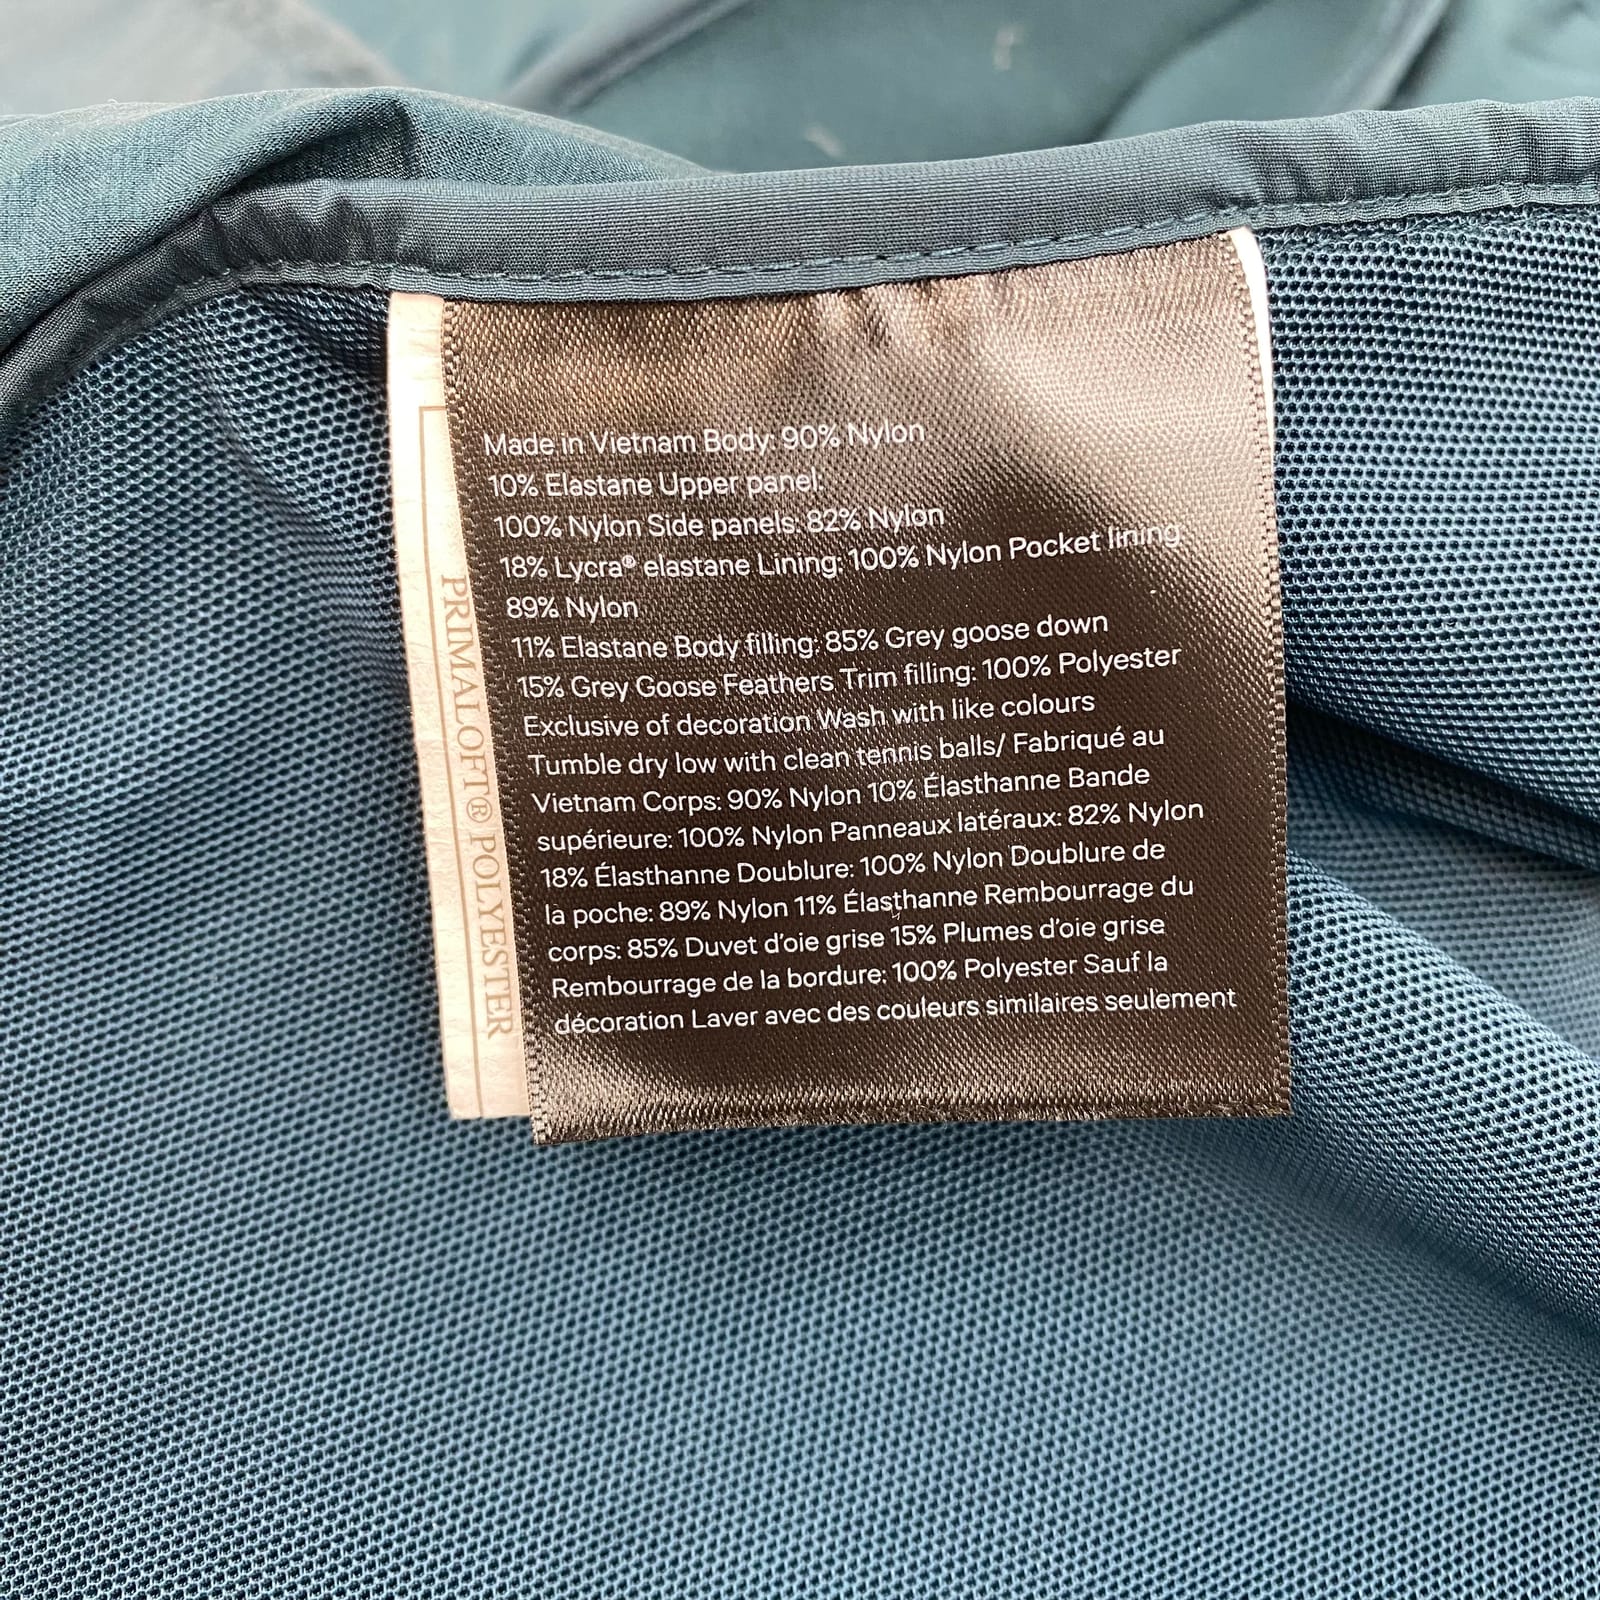 Made in Vietnam Body: 90% Nylon
10% Elastane Upper panel:
100% Nylon Side panels: 82% Nylon
18% Lycra® elastane Lining: 100% Nylon Pocket lining:
89% Nylon
11% Elastane Body filling: 85% Grey goose down
15% Grey Goose Feathers Trim filling: 100% Polyester
Exclusive of decoration Wash with like colours
Tumble dry low with clean tennis balls/ Fabriqué au
Vietnam Corps: 90% Nylon 10% Élasthanne Bande
supérieure: 100% Nylon Panneaux latéraux: 82% Nylon
18% Élasthanne Doublure: 100% Nylon Doublure de
la poche: 89% Nylon 11% Élasthanne Rembourrage du
corps: 85% Duvet d'oie grise 15% Plumes d'oie grise
Rembourrage de la bordure: 100% Polyester Sauf la
décoration Laver avec des couleurs similaires seulement
PRIMALOFT® POLYESTER